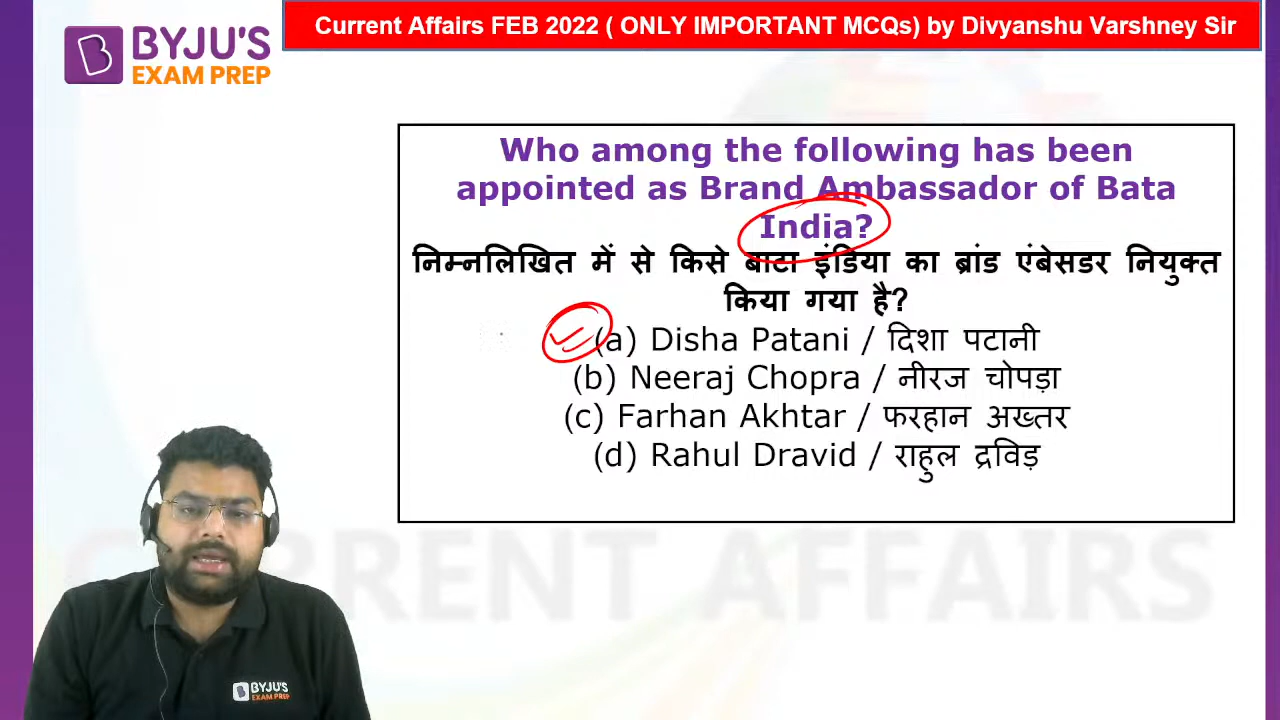 Current Affairs FEB 2022 ( ONLY IMPORTANT MCQs) by Divyanshu Varshney Sir
B
BYJU'S
EXAM PREP
Who among the following has been
appointed as Brand Ambassador of Bata
India?
निम्नलिखित में से किसे बाटा इंडिया का ब्रांड एंबेसडर नियुक्त
किया गया है?
(a) Disha Patani / दिशा पटानी
(b) Neeraj Chopra / नीरज चोपड़ा
(c) Farhan Akhtar / फरहान अख्तर
(d) Rahul Dravid / राहुल द्रविड़
CURRENT AFFAIRS
B BYJU'S
EXAM PREP